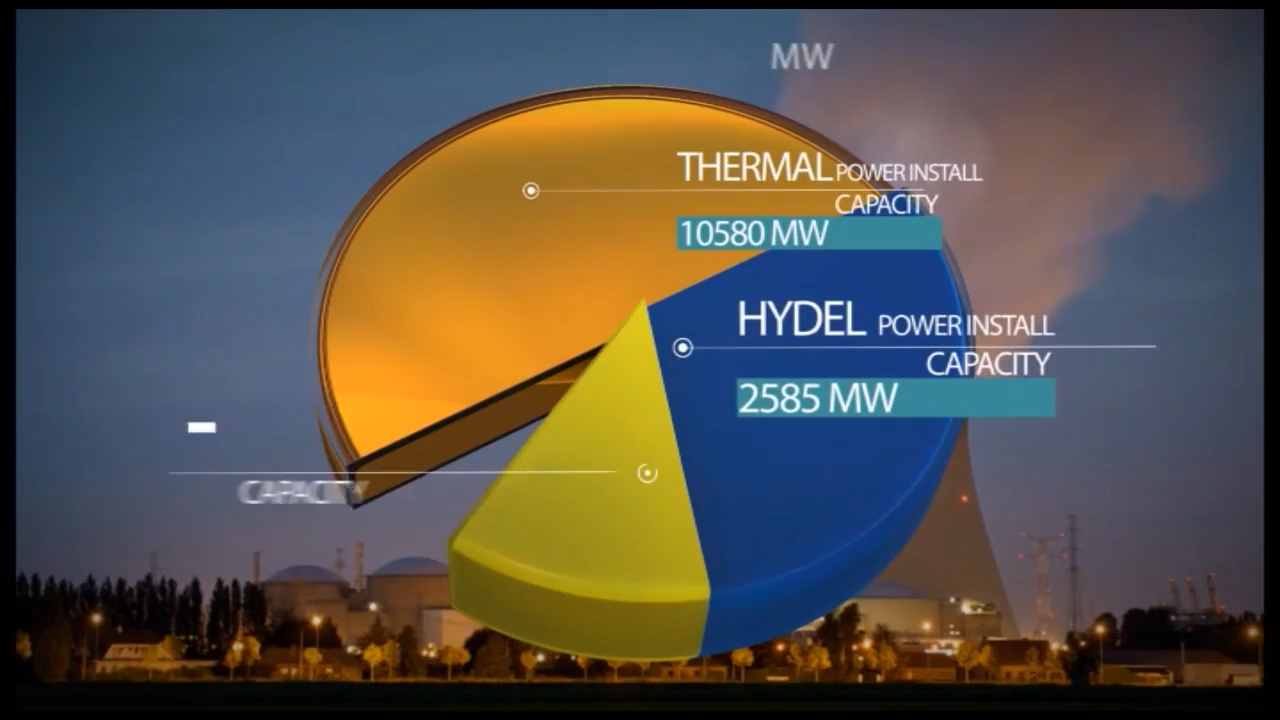 MW
THERMAL POWER INSTALL
CAPACITY
10580 MW
HYDEL POWER INSTALL
CAPACITY
2585 MW
CAPACITY